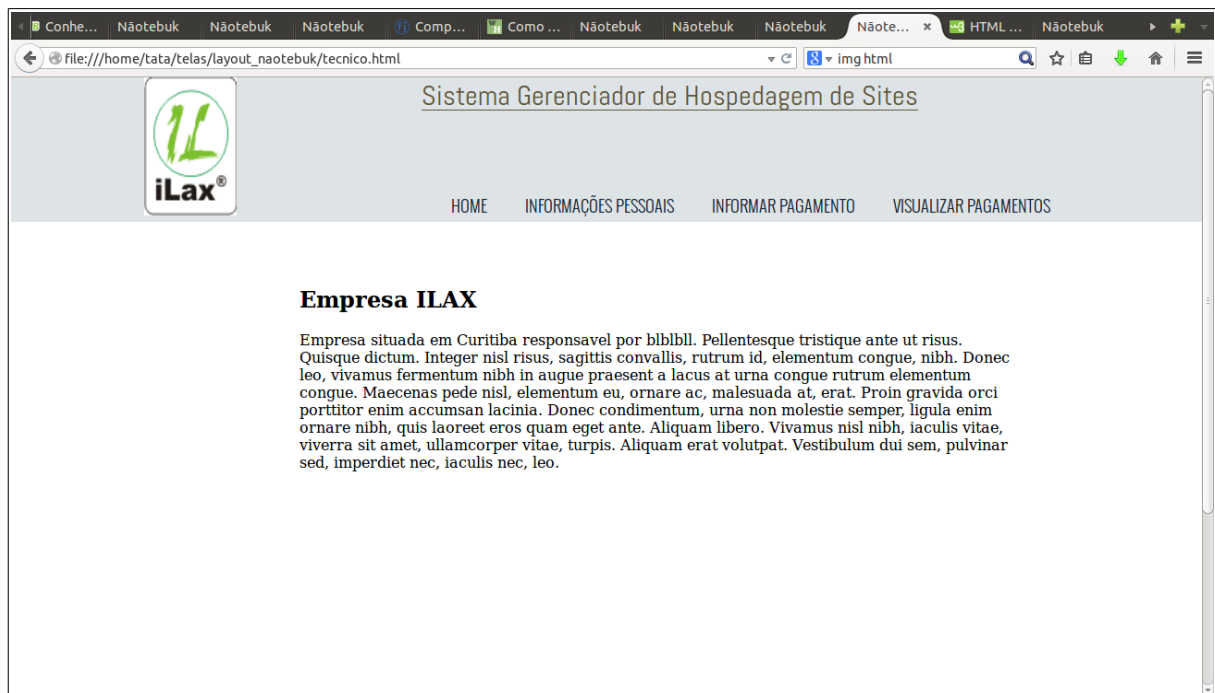 Conhe... Nãotebuk Nãotebuk Nãotebuk Comp... Como ... Nãotebuk Nãotebuk Nãotebuk Nãote... HTML ... Nãotebuk
file:///home/tata/telas/layout_naotebuk/tecnico.html img html
Sistema Gerenciador de Hospedagem de Sites
iLax®
HOME INFORMAÇÕES PESSOAIS INFORMAR PAGAMENTO VISUALIZAR PAGAMENTOS
Empresa ILAX
Empresa situada em Curitiba responsavel por blblbll. Pellentesque tristique ante ut risus.
Quisque dictum. Integer nisl risus, sagittis convallis, rutrum id, elementum congue, nibh. Donec
leo, vivamus fermentum nibh in augue praesent a lacus at urna congue rutrum elementum
congue. Maecenas pede nisl, elementum eu, ornare ac, malesuada at, erat. Proin gravida orci
porttitor enim accumsan lacinia. Donec condimentum, urna non molestie semper, ligula enim
ornare nibh, quis laoreet eros quam eget ante. Aliquam libero. Vivamus nisl nibh, iaculis vitae,
viverra sit amet, ullamcorper vitae, turpis. Aliquam erat volutpat. Vestibulum dui sem, pulvinar
sed, imperdiet nec, iaculis nec, leo.